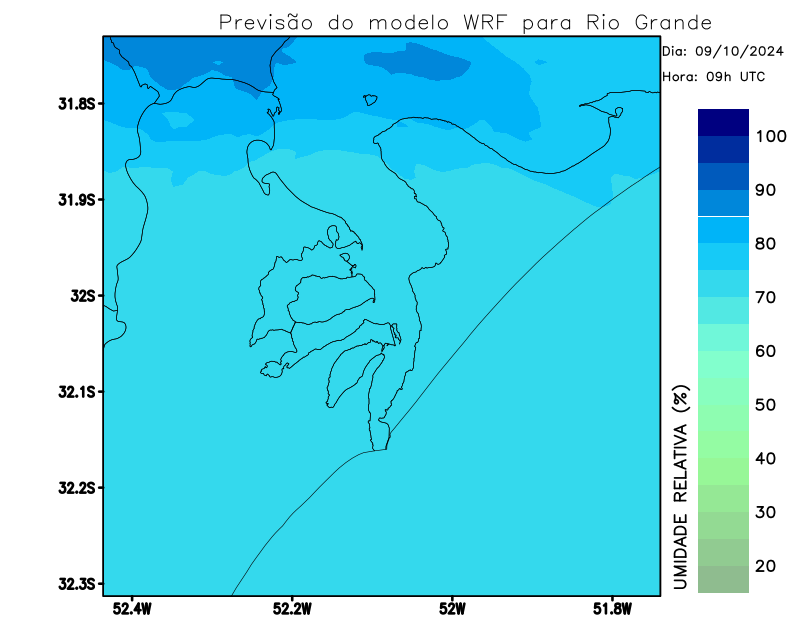 Previsão do modelo WRF para Rio Grande
Dia: 09/10/2024
Hora: 09h UTC
31.8S
31.9S
32S
32.1S
32.2S
32.3S
52.4W
52.2W
52W
51.8W
100
90
80
70
60
50
40
30
20
UMIDADE RELATIVA (%)